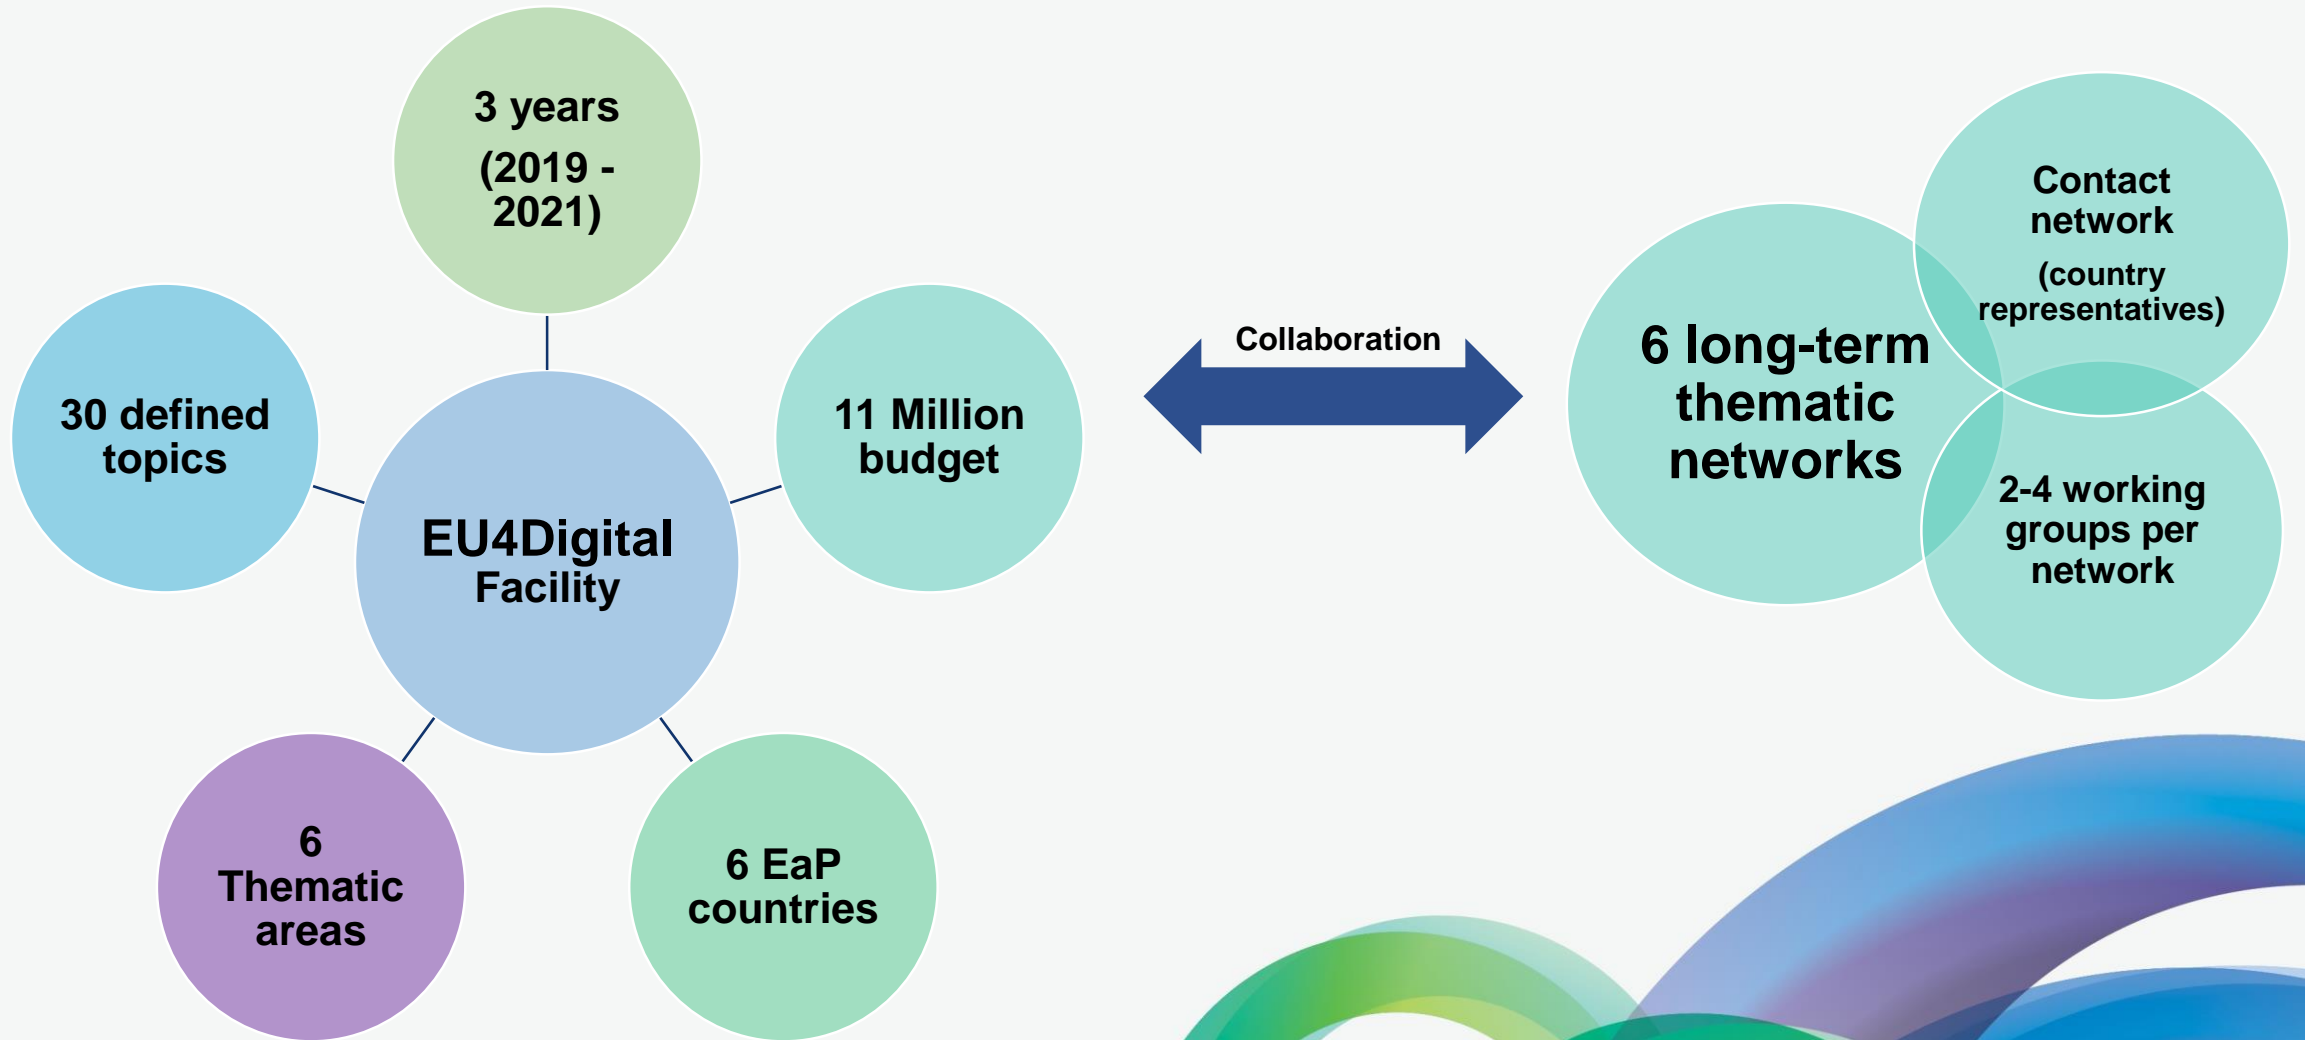 3 years
(2019 -
2021)
30 defined
topics
11 Million
budget
EU4Digital
Facility
6
Thematic
areas
6 EaP
countries
Collaboration
6 long-term
thematic
networks
Contact
network
(country
representatives)
2-4 working
groups per
network